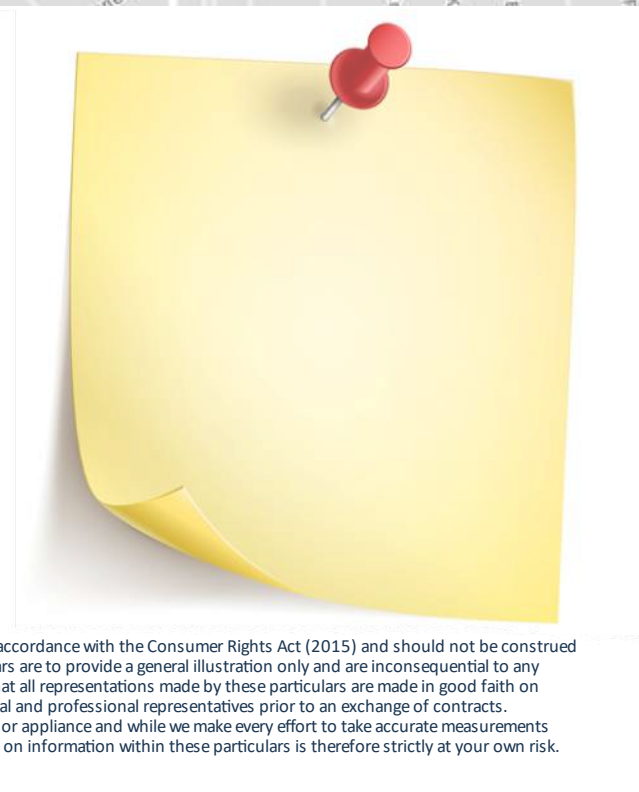 accordance with the Consumer Rights Act (2015) and should not be construed
are to provide a general illustration only and are inconsequential to any
at all representations made by these particulars are made in good faith on
and professional representatives prior to an exchange of contracts.
or appliance and while we make every effort to take accurate measurements
on information within these particulars is therefore strictly at your own risk.